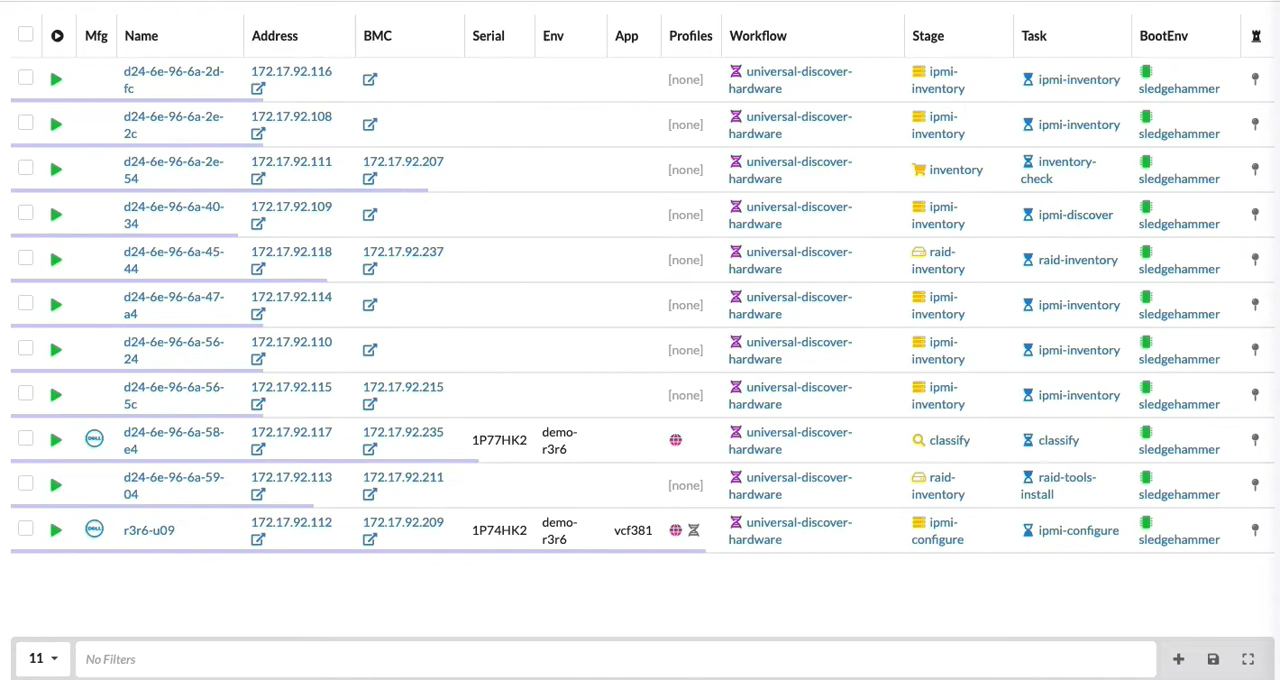 Mfg Name Address BMC Serial Env App Profiles Workflow Stage Task BootEnv
d24-6e-96-6a-2d- 172.17.92.116 universal-discover- ipmi-
fc [none] hardware inventory ipmi-inventory sledgehammer
d24-6e-96-6a-2e- 172.17.92.108 universal-discover- ipmi-
2c [none] hardware inventory ipmi-inventory sledgehammer
d24-6e-96-6a-2e- 172.17.92.111 172.17.92.207 universal-discover- inventory-
54 [none] hardware inventory check sledgehammer
d24-6e-96-6a-40- 172.17.92.109 universal-discover- ipmi-
34 [none] hardware inventory ipmi-discover sledgehammer
d24-6e-96-6a-45- 172.17.92.118 172.17.92.237 universal-discover- raid-
44 [none] hardware inventory raid-inventory sledgehammer
d24-6e-96-6a-47- 172.17.92.114 universal-discover- ipmi-
a4 [none] hardware inventory ipmi-inventory sledgehammer
d24-6e-96-6a-56- 172.17.92.110 universal-discover- ipmi-
24 [none] hardware inventory ipmi-inventory sledgehammer
d24-6e-96-6a-56- 172.17.92.115 172.17.92.215 universal-discover- ipmi-
5c [none] hardware inventory ipmi-inventory sledgehammer
DELL d24-6e-96-6a-58- 172.17.92.117 172.17.92.235 1P77HK2 demo- universal-discover- classify classify
e4 r3r6 hardware sledgehammer
d24-6e-96-6a-59- 172.17.92.113 172.17.92.211 universal-discover- raid- raid-tools-
04 [none] hardware inventory install sledgehammer
DELL r3r6-u09 172.17.92.112 172.17.92.209 1P74HK2 demo- vcf381 universal-discover- ipmi- ipmi-configure
r3r6 hardware configure sledgehammer
11 No Filters